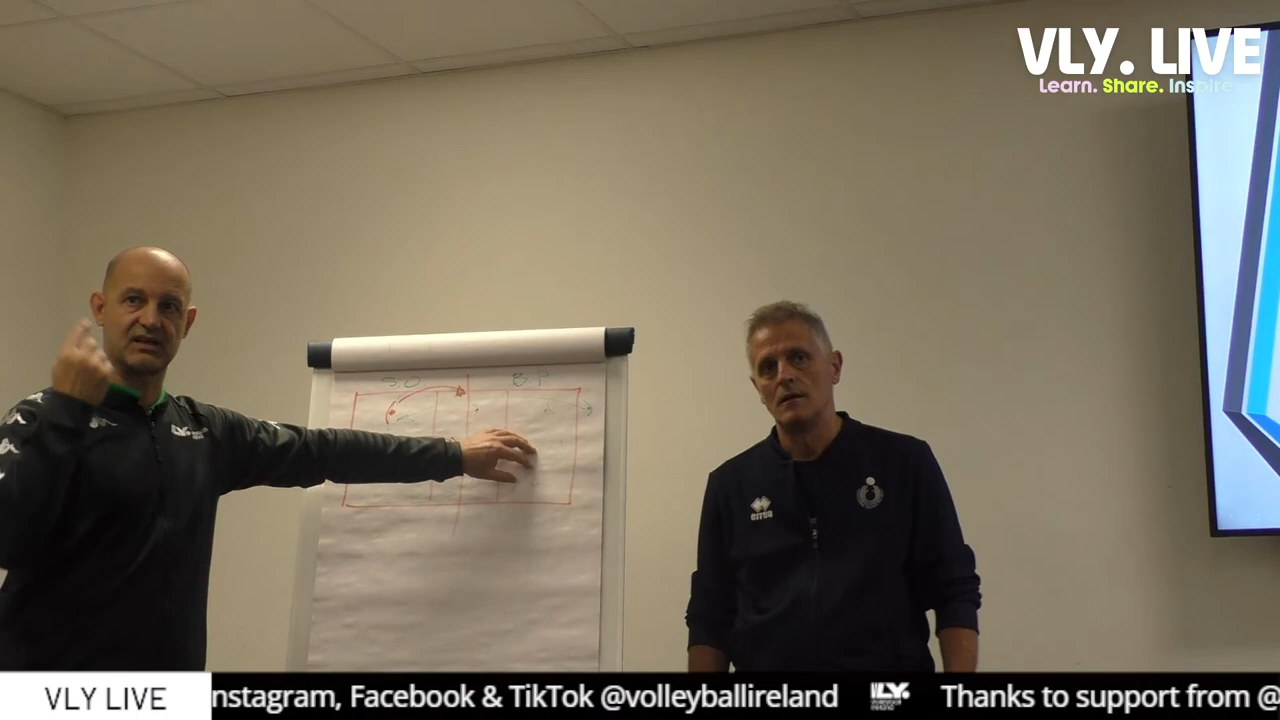 VLY. LIVE
Learn. Share. Inspire
S.O
B.P
errea
VLY LIVE
nstagram, Facebook & TikTok @volleyballireland
Thanks to support from @